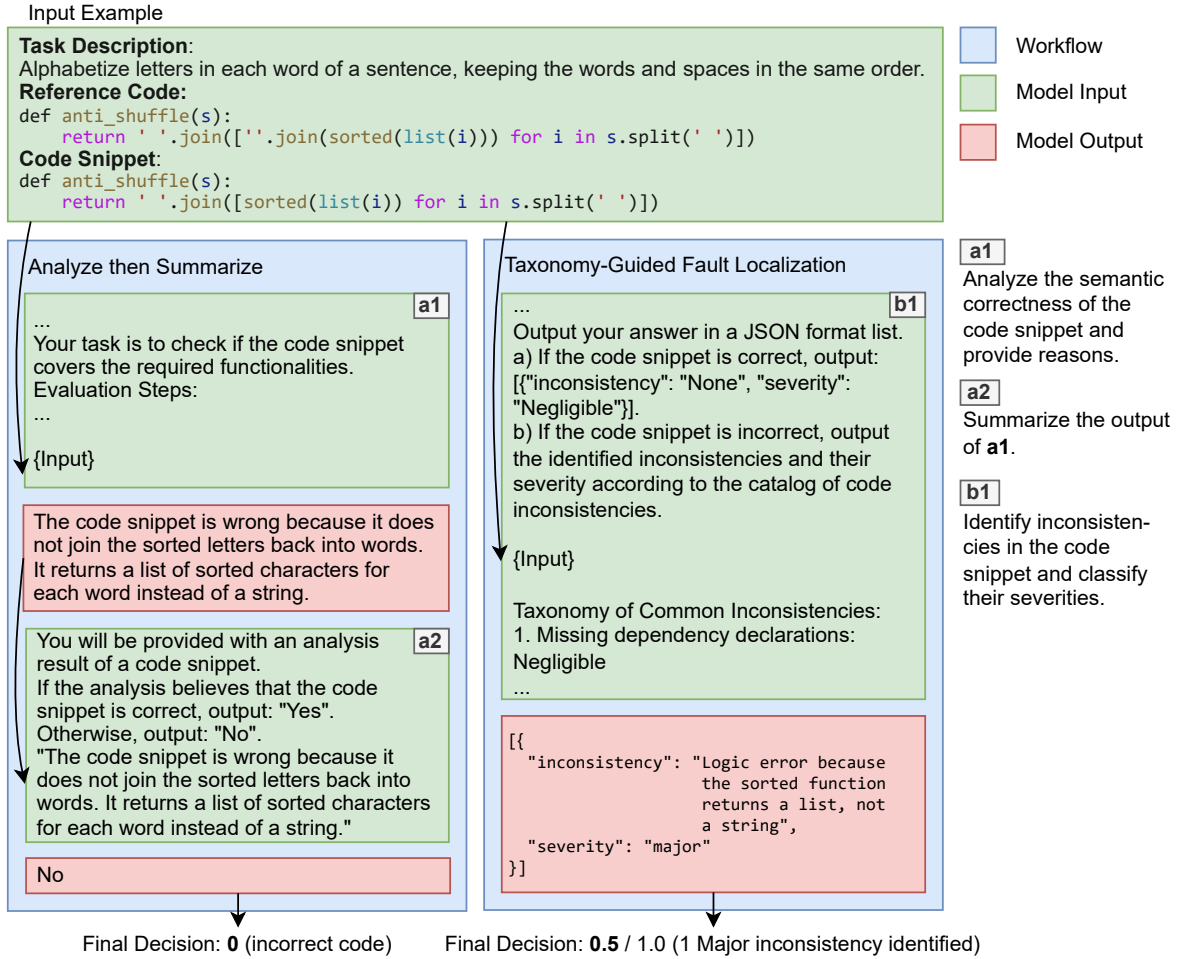 Input Example
Task Description:
Alphabetize letters in each word of a sentence, keeping the words and spaces in the same order.
Reference Code:
def anti_shuffle(s):
    return ' '.join([''.join(sorted(list(i))) for i in s.split(' ')])
Code Snippet:
def anti_shuffle(s):
    return ' '.join([sorted(list(i)) for i in s.split(' ')])
Workflow
Model Input
Model Output
Analyze then Summarize
a1
...
Your task is to check if the code snippet
covers the required functionalities.
Evaluation Steps:
...
{Input}
The code snippet is wrong because it does
not join the sorted letters back into words.
It returns a list of sorted characters for
each word instead of a string.
a2
You will be provided with an analysis
result of a code snippet.
If the analysis believes that the code
snippet is correct, output: "Yes".
Otherwise, output: "No".
"The code snippet is wrong because it
does not join the sorted letters back into
words. It returns a list of sorted characters
for each word instead of a string."
No
Final Decision: 0 (incorrect code)
Taxonomy-Guided Fault Localization
b1
...
Output your answer in a JSON format list.
a) If the code snippet is correct, output:
[{"inconsistency": "None", "severity":
"Negligible"}].
b) If the code snippet is incorrect, output
the identified inconsistencies and their
severity according to the catalog of code
inconsistencies.
{Input}
Taxonomy of Common Inconsistencies:
1. Missing dependency declarations:
Negligible
...
[{
  "inconsistency": "Logic error because
                   the sorted function
                   returns a list, not
                   a string",
  "severity": "major"
}]
Final Decision: 0.5 / 1.0 (1 Major inconsistency identified)
a1
Analyze the semantic
correctness of the
code snippet and
provide reasons.
a2
Summarize the output
of a1.
b1
Identify inconsisten-
cies in the code
snippet and classify
their severities.